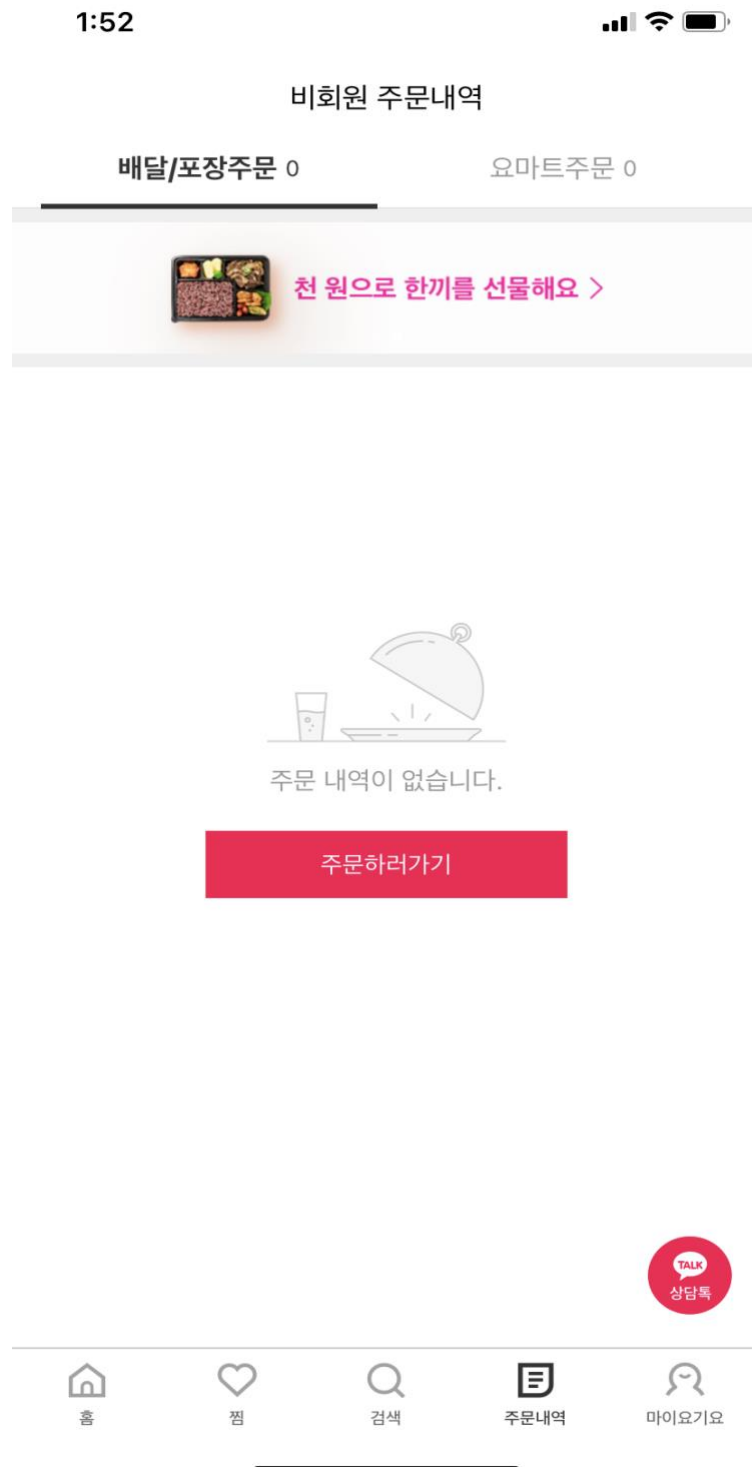 1:52
비회원 주문내역
배달/포장주문 0
요마트주문 0
천 원으로 한끼를 선물해요 >
주문 내역이 없습니다.
주문하러가기
TALK
상담톡
홈
찜
검색
주문내역
마이요기요